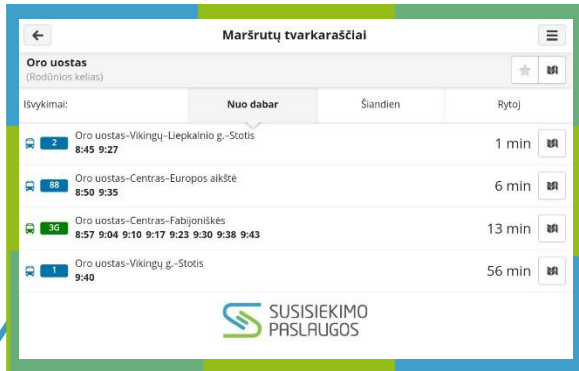 Maršrutų tvarkaraščiai
Oro uostas
(Rodūnios kelias)
Išvykimai: Nuo dabar Šiandien Rytoj
2 Oro uostas–Vikingų–Liepkalnio g.–Stotis 1 min
8:45 9:27
88 Oro uostas–Centras–Europos aikštė 6 min
8:50 9:35
3G Oro uostas–Centras–Fabijoniškės 13 min
8:57 9:04 9:10 9:17 9:23 9:30 9:38 9:43
1 Oro uostas–Vikingų g.–Stotis 56 min
9:40
SUSISIEKIMO
PASLAUGOS